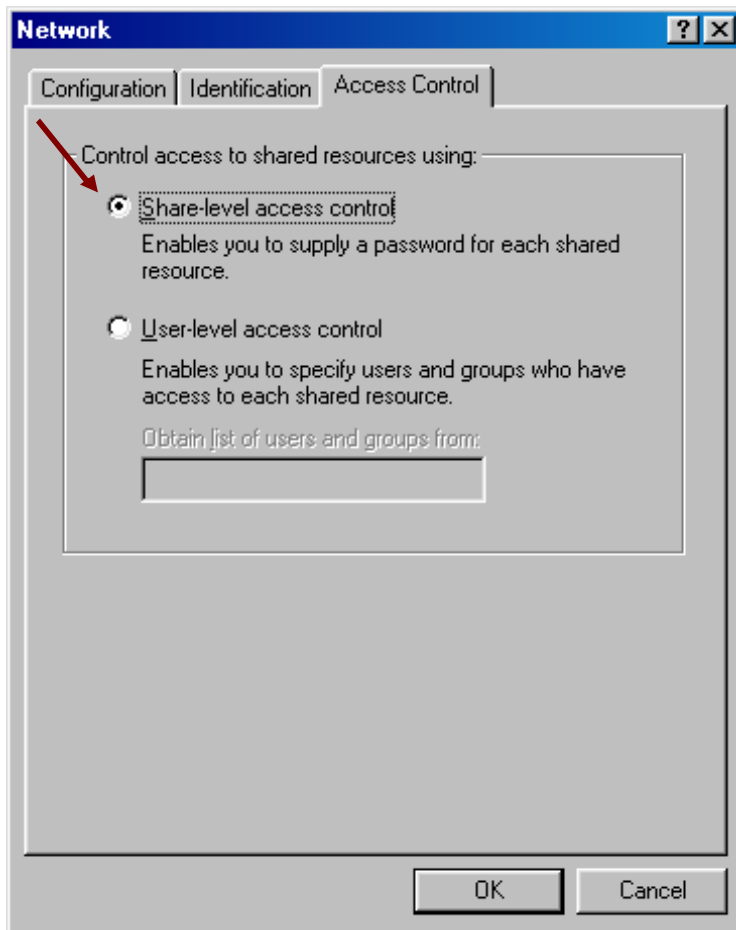 Network
Configuration Identification Access Control
Control access to shared resources using:
Share-level access control
Enables you to supply a password for each shared
resource.
User-level access control
Enables you to specify users and groups who have
access to each shared resource.
Obtain list of users and groups from:
OK Cancel